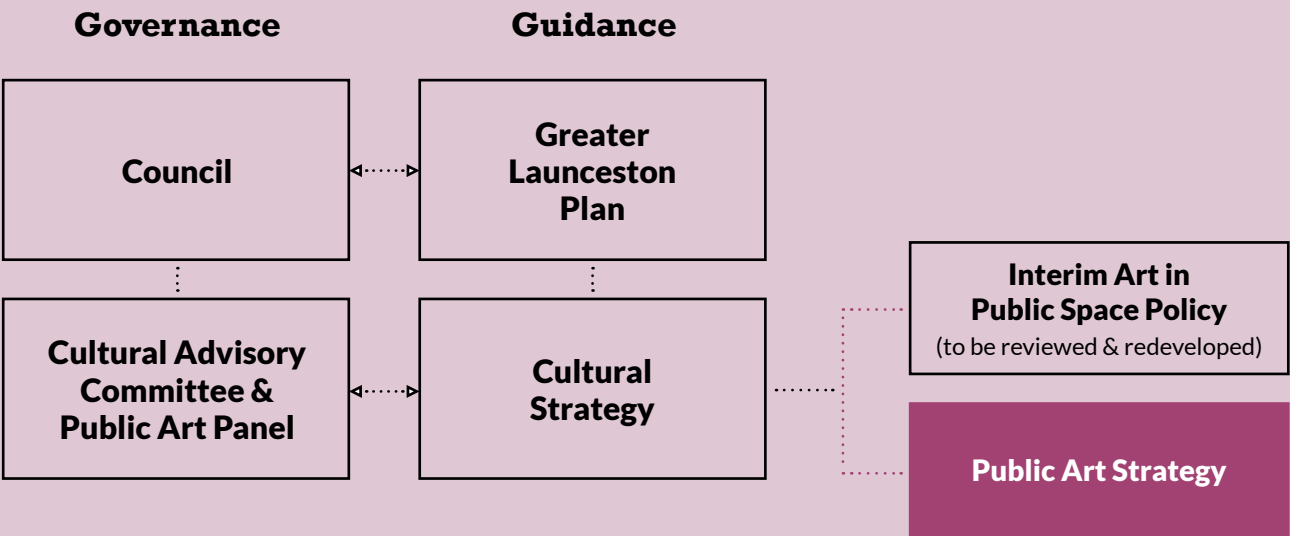 Governance
Guidance
Council
Greater
Launceston
Plan
Cultural Advisory
Committee &
Public Art Panel
Cultural
Strategy
Interim Art in
Public Space Policy
(to be reviewed & redeveloped)
Public Art Strategy